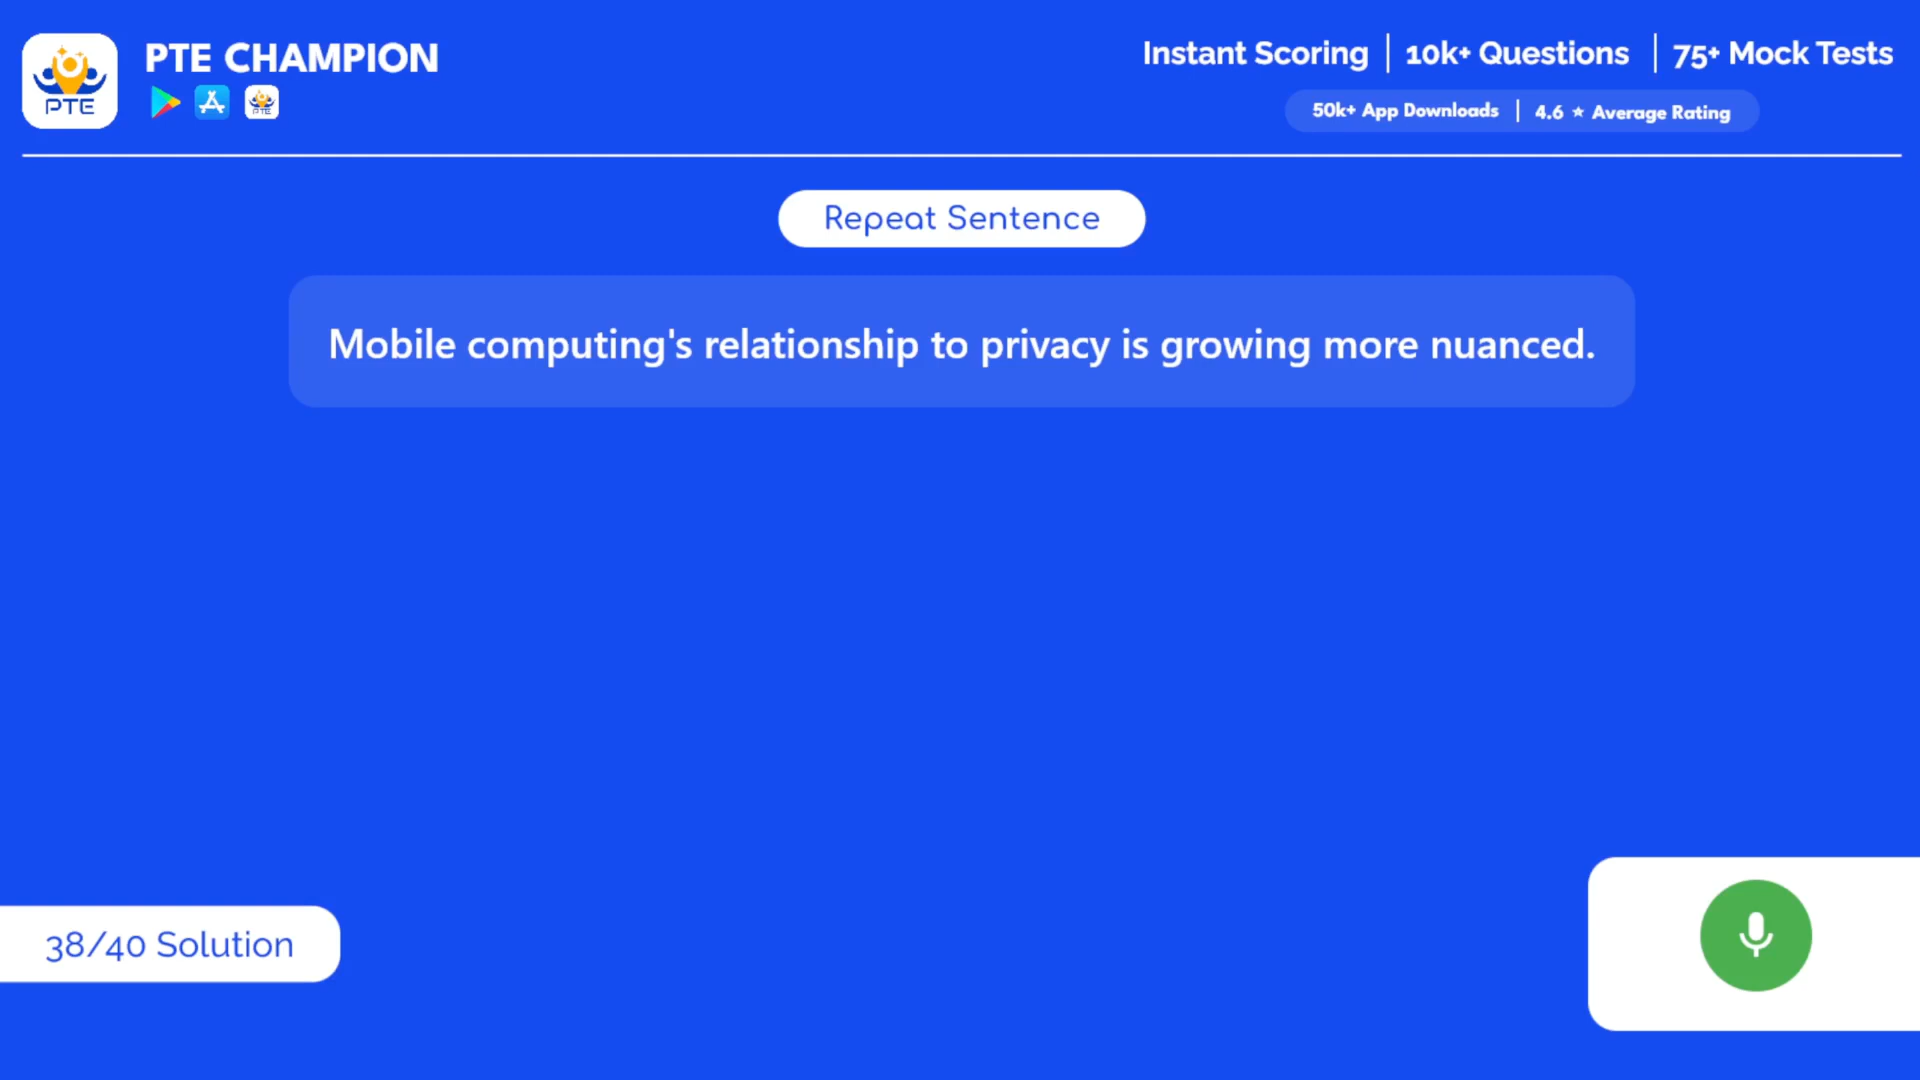 PTE CHAMPION
PTE
PTE
Instant Scoring | 10k+ Questions | 75+ Mock Tests
50k+ App Downloads | 4.6 ★ Average Rating
Repeat Sentence
Mobile computing's relationship to privacy is growing more nuanced.
38/40 Solution